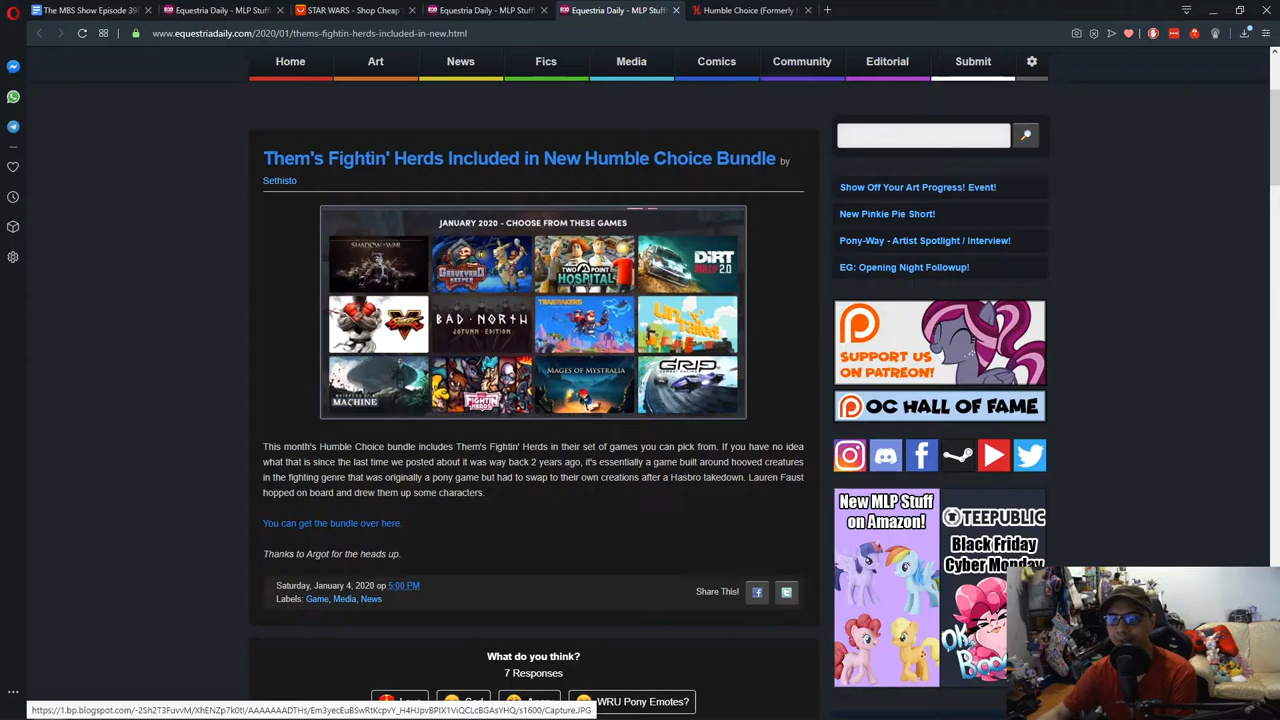 The MBS Show Episode 39
Equestria Daily - MLP Stuff!
STAR WARS - Shop Cheap
Equestria Daily - MLP Stuff!
Equestria Daily - MLP Stuff!
Humble Choice (Formerly H
www.equestriadaily.com/2020/01/thems-fightin-herds-included-in-new.html
Home
Art
News
Fics
Media
Comics
Community
Editorial
Submit
Them's Fightin' Herds Included in New Humble Choice Bundle by
Sethisto
JANUARY 2020 - CHOOSE FROM THESE GAMES
SHADOW OF WAR
GRAVEYARD KEEPER
TWO POINT HOSPITAL
DIRT RALLY 2.0
V
BAD NORTH
JOTUNN EDITION
TRAILMAKERS
unrailed!
MACHINE
FIGHTIN HERDS
MAGES OF MYSTRALIA
GRIP
COMBAT RACING
This month's Humble Choice bundle includes Them's Fightin' Herds in their set of games you can pick from. If you have no idea
what that is since the last time we posted about it was way back 2 years ago, it's essentially a game built around hooved creatures
in the fighting genre that was originally a pony game but had to swap to their own creations after a Hasbro takedown. Lauren Faust
hopped on board and drew them up some characters.
You can get the bundle over here.
Thanks to Argot for the heads up.
Saturday, January 4, 2020 op 5:00 PM
Labels: Game, Media, News
Share This!
What do you think?
7 Responses
WRU Pony Emotes?
Show Off Your Art Progress! Event!
New Pinkie Pie Short!
Pony-Way - Artist Spotlight / Interview!
EG: Opening Night Followup!
SUPPORT US
ON PATREON!
OC HALL OF FAME
New MLP Stuff
on Amazon!
TEEPUBLIC
Black Friday
Cyber Monday
OK,